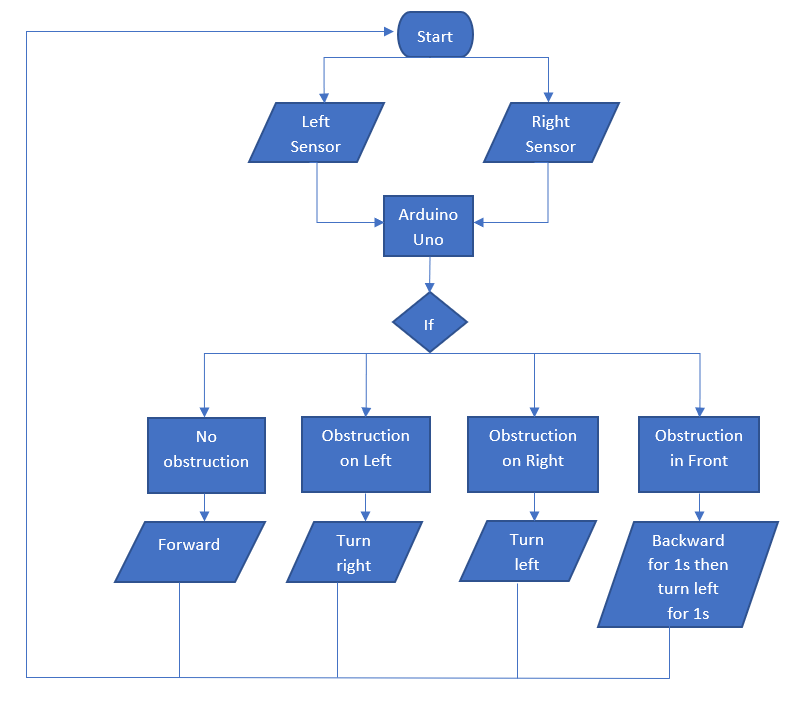 Start
Left
Sensor
Right
Sensor
Arduino
Uno
If
No
obstruction
Obstruction
on Left
Obstruction
on Right
Obstruction
in Front
Forward
Turn
right
Turn
left
Backward
for 1s then
turn left
for 1s